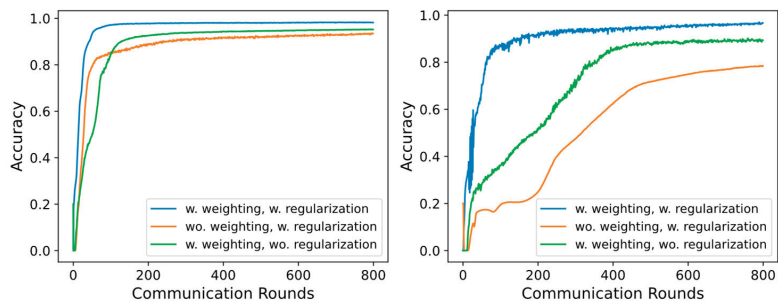 1.0
0.8
0.6
0.4
0.2
0.0
Accuracy
0 200 400 600 800
Communication Rounds
w. weighting, w. regularization
wo. weighting, w. regularization
w. weighting, wo. regularization
1.0
0.8
0.6
0.4
0.2
0.0
Accuracy
0 200 400 600 800
Communication Rounds
w. weighting, w. regularization
wo. weighting, w. regularization
w. weighting, wo. regularization